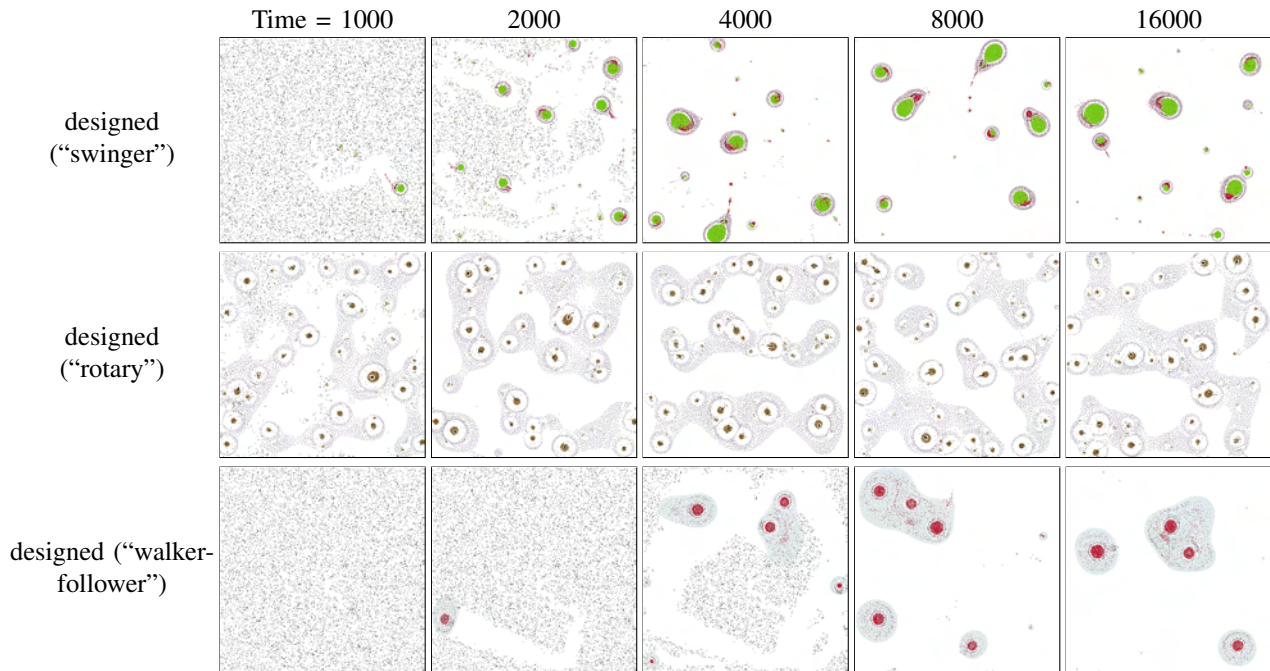 Time = 1000 2000 4000 8000 16000
designed
(“swinger”)
designed
(“rotary”)
designed (“walker-
follower”)